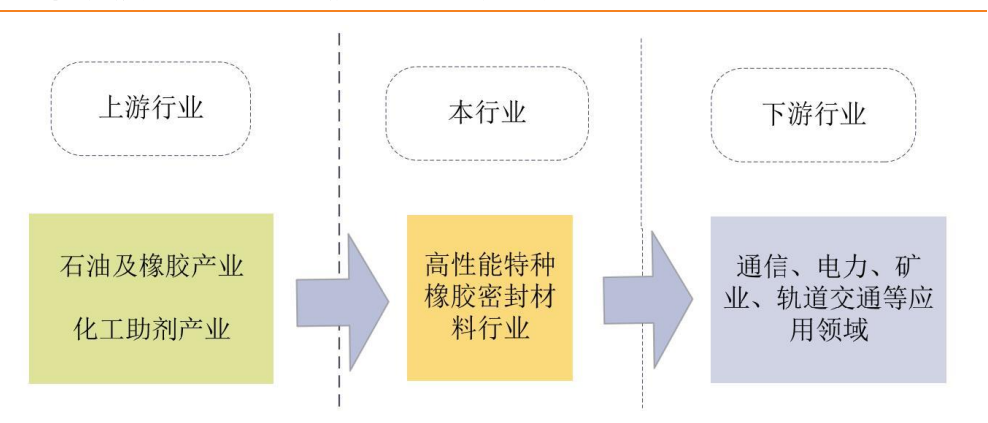 上游行业
本行业
下游行业
石油及橡胶产业
化工助剂产业
高性能特种
橡胶密封材
料行业
通信、电力、矿
业、轨道交通等应
用领域